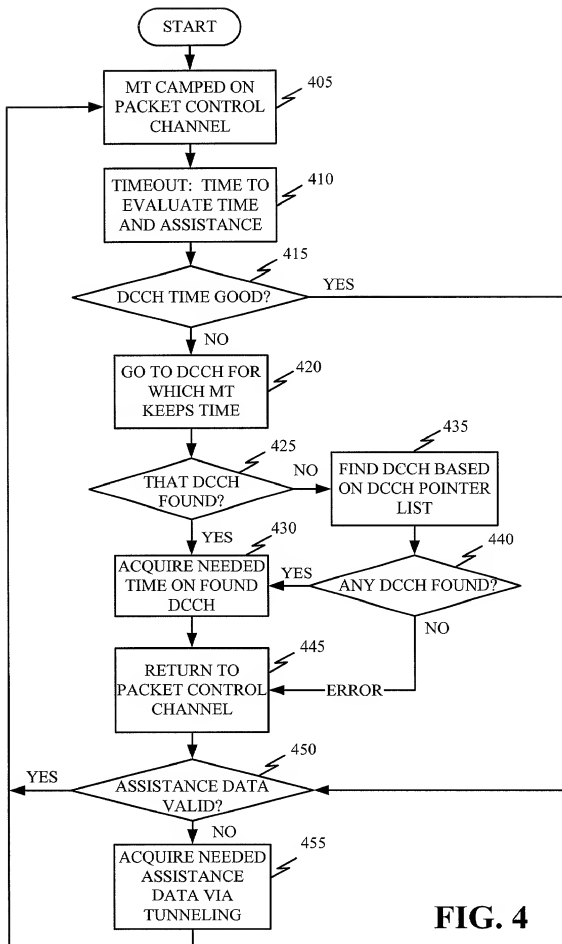 START
MT CAMPED ON
PACKET CONTROL
CHANNEL
405
TIMEOUT: TIME TO
EVALUATE TIME
AND ASSISTANCE
410
415
DCCH TIME GOOD?
YES
NO
GO TO DCCH FOR
WHICH MT
KEEPS TIME
420
425
THAT DCCH
FOUND?
NO
YES
435
FIND DCCH BASED
ON DCCH POINTER
LIST
430
ACQUIRE NEEDED
TIME ON FOUND
DCCH
YES
440
ANY DCCH FOUND?
NO
ERROR
445
RETURN TO
PACKET CONTROL
CHANNEL
450
ASSISTANCE DATA
VALID?
YES
NO
455
ACQUIRE NEEDED
ASSISTANCE
DATA VIA
TUNNELING
FIG. 4